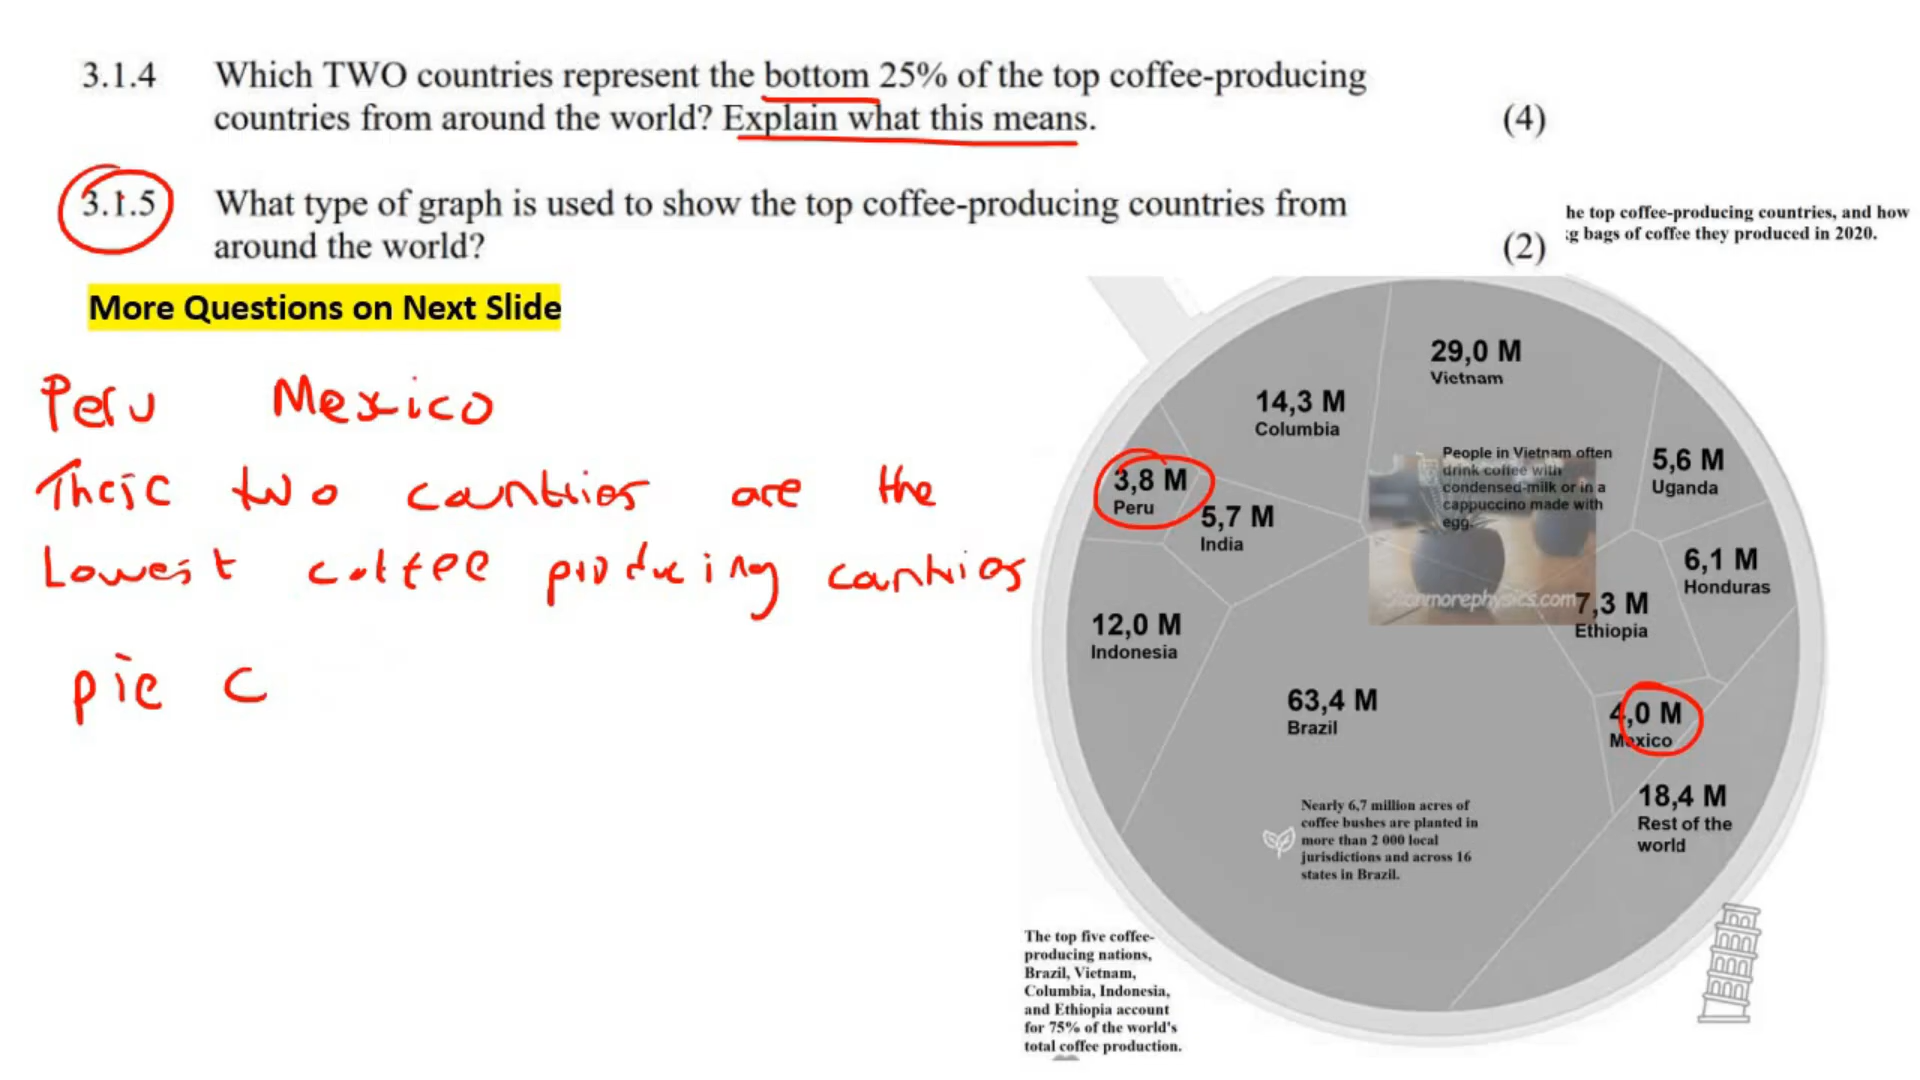 3.1.4 Which TWO countries represent the bottom 25% of the top coffee-producing
countries from around the world? Explain what this means. (4)
3.1.5 What type of graph is used to show the top coffee-producing countries from
around the world? (2)
he top coffee-producing countries, and how
kg bags of coffee they produced in 2020.
More Questions on Next Slide
Peru Mexico
These two countries are the
Lowest coffee producing countries
pie c
29,0 M
Vietnam
14,3 M
Columbia
People in Vietnam often
drink coffee with
condensed-milk or in a
cappuccino made with
egg.
5,6 M
Uganda
3,8 M
Peru
5,7 M
India
6,1 M
Honduras
7,3 M
Ethiopia
12,0 M
Indonesia
63,4 M
Brazil
4,0 M
Mexico
18,4 M
Rest of the
world
Nearly 6,7 million acres of
coffee bushes are planted in
more than 2 000 local
jurisdictions and across 16
states in Brazil.
The top five coffee-
producing nations,
Brazil, Vietnam,
Columbia, Indonesia,
and Ethiopia account
for 75% of the world's
total coffee production.